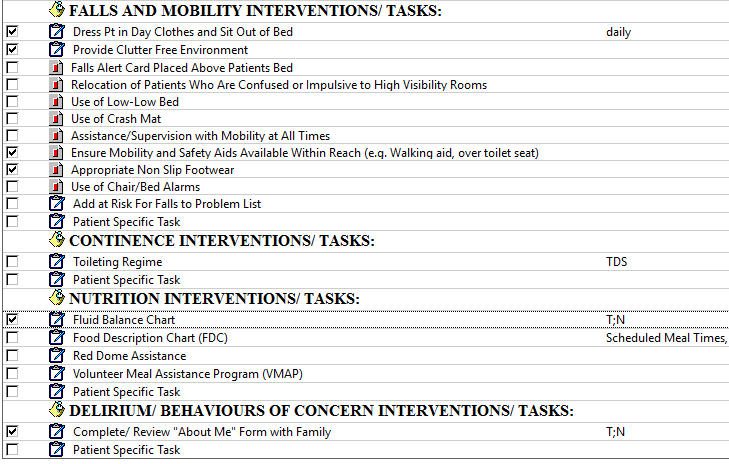 FALLS AND MOBILITY INTERVENTIONS/ TASKS:
Dress Pt in Day Clothes and Sit Out of Bed daily
Provide Clutter Free Environment
Falls Alert Card Placed Above Patients Bed
Relocation of Patients Who Are Confused or Impulsive to High Visibility Rooms
Use of Low-Low Bed
Use of Crash Mat
Assistance/Supervision with Mobility at All Times
Ensure Mobility and Safety Aids Available Within Reach (e.g. Walking aid, over toilet seat)
Appropriate Non Slip Footwear
Use of Chair/Bed Alarms
Add at Risk For Falls to Problem List
Patient Specific Task
CONTINENCE INTERVENTIONS/ TASKS:
Toileting Regime TDS
Patient Specific Task
NUTRITION INTERVENTIONS/ TASKS:
Fluid Balance Chart T;N
Food Description Chart (FDC) Scheduled Meal Times,
Red Dome Assistance
Volunteer Meal Assistance Program (VMAP)
Patient Specific Task
DELIRIUM/ BEHAVIOURS OF CONCERN INTERVENTIONS/ TASKS:
Complete/ Review "About Me" Form with Family T;N
Patient Specific Task